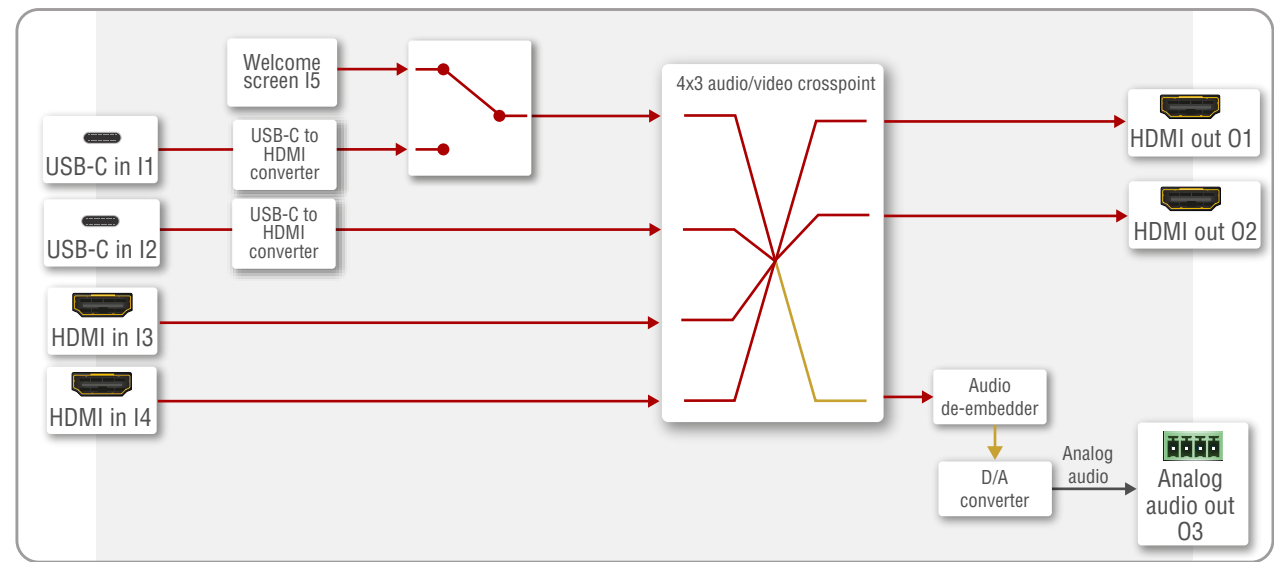 Welcome
screen I5
4x3 audio/video crosspoint
HDMI out O1
USB-C in I1
USB-C to
HDMI
converter
USB-C in I2
USB-C to
HDMI
converter
HDMI out O2
HDMI in I3
HDMI in I4
Audio
de-embedder
Analog
audio
D/A
converter
Analog
audio out
O3